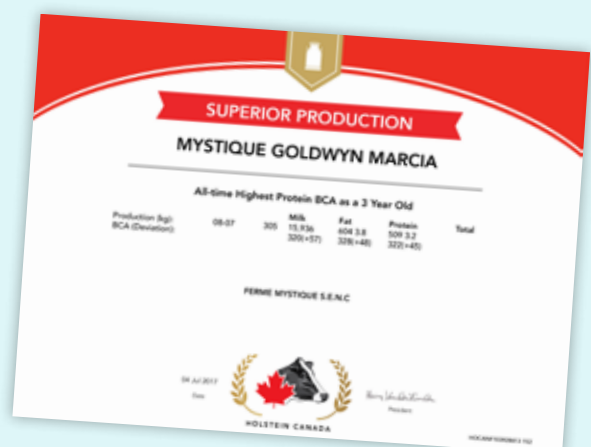 SUPERIOR PRODUCTION
MYSTIQUE GOLDWYN MARCIA
All-time Highest Protein BCA as a 3 Year Old
Milk Fat Protein Total
Production (kg): 08-07 305 15,936 604 3.8 509 3.2
BCA (Deviation): 320(+57) 328(+48) 322(+45)
FERME MYSTIQUE S.E.N.C
04 Jul 2017
Date
President
HOLSTEIN CANADA